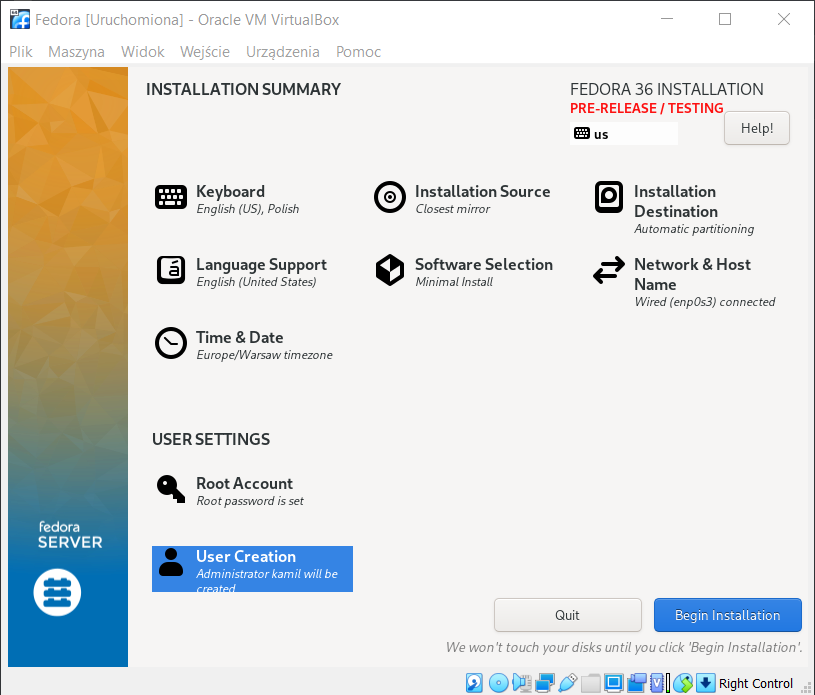 Fedora [Uruchomiona] - Oracle VM VirtualBox
Plik Maszyna Widok Wejście Urządzenia Pomoc
INSTALLATION SUMMARY
FEDORA 36 INSTALLATION
PRE-RELEASE / TESTING
us
Help!
Keyboard
English (US), Polish
Installation Source
Closest mirror
Installation
Destination
Automatic partitioning
Language Support
English (United States)
Software Selection
Minimal Install
Network & Host
Name
Wired (enp0s3) connected
Time & Date
Europe/Warsaw timezone
USER SETTINGS
Root Account
Root password is set
User Creation
Administrator kamil will be
created
fedora
SERVER
Quit
Begin Installation
We won't touch your disks until you click 'Begin Installation'.
Right Control